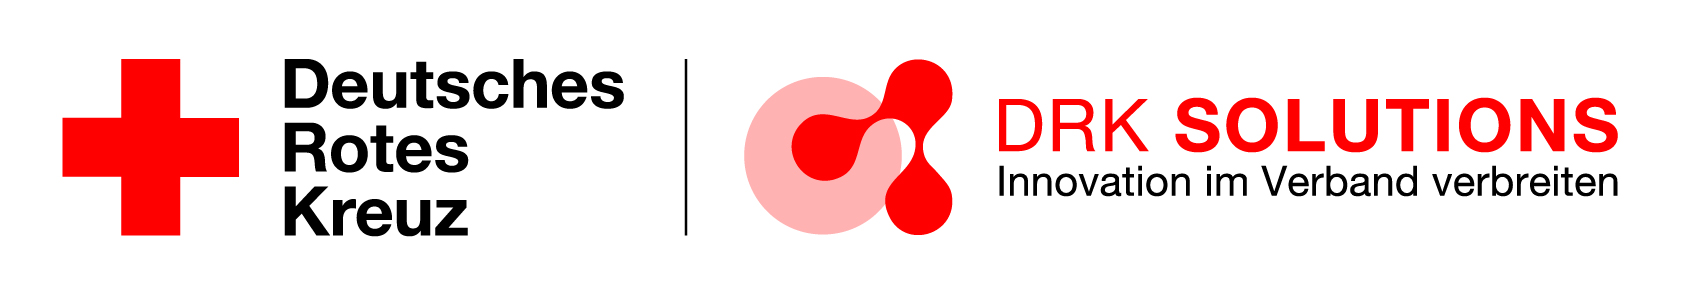 Deutsches
Rotes
Kreuz
DRK SOLUTIONS
Innovation im Verband verbreiten